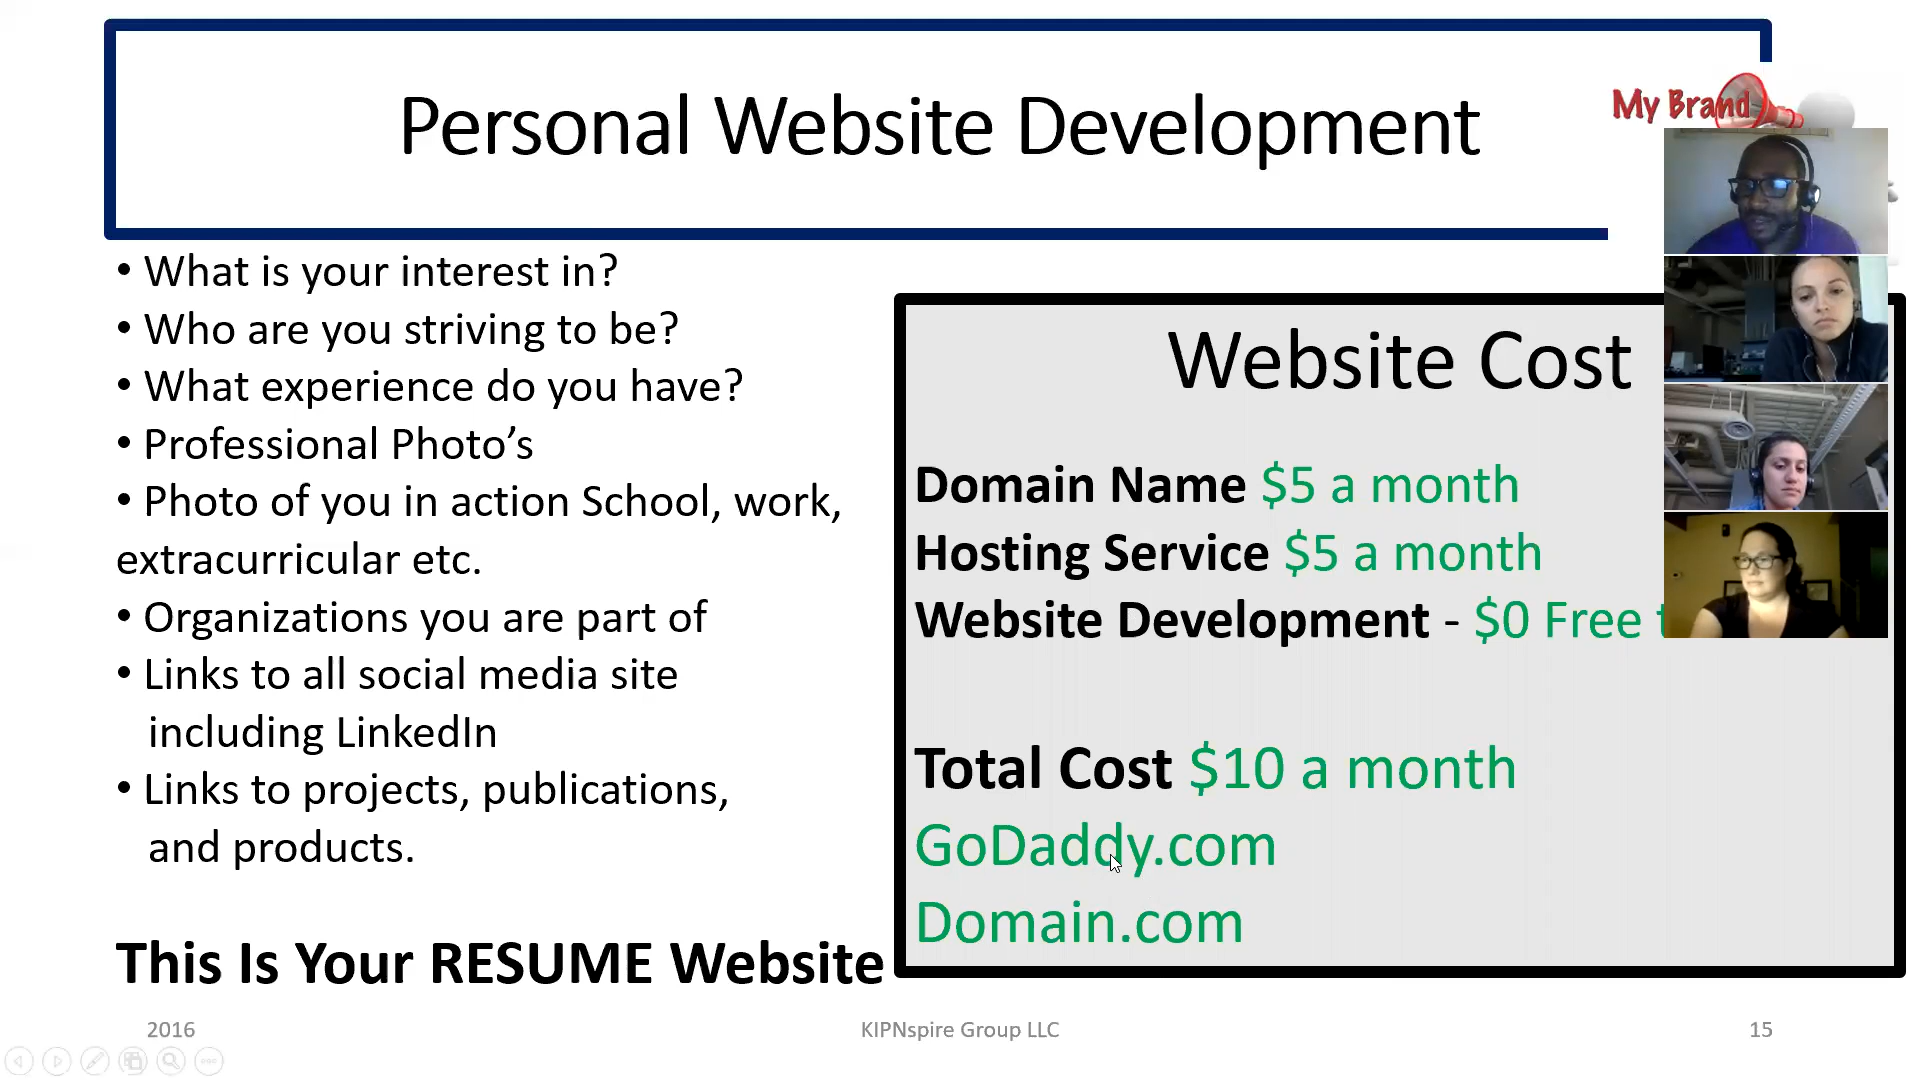 Personal Website Development
My Brand
• What is your interest in?
• Who are you striving to be?
• What experience do you have?
• Professional Photo’s
• Photo of you in action School, work,
extracurricular etc.
• Organizations you are part of
• Links to all social media site
including LinkedIn
• Links to projects, publications,
and products.
This Is Your RESUME Website
Website Cost
Domain Name $5 a month
Hosting Service $5 a month
Website Development - $0 Free
Total Cost $10 a month
GoDaddy.com
Domain.com
2016
KIPNspire Group LLC
15